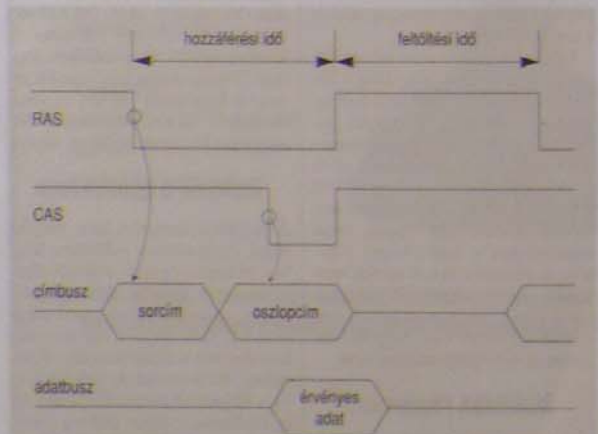 hozzáférési idő
feltöltési idő
RAS
CAS
címbusz
sorcím
oszlopcím
adatbusz
érvényes
adat